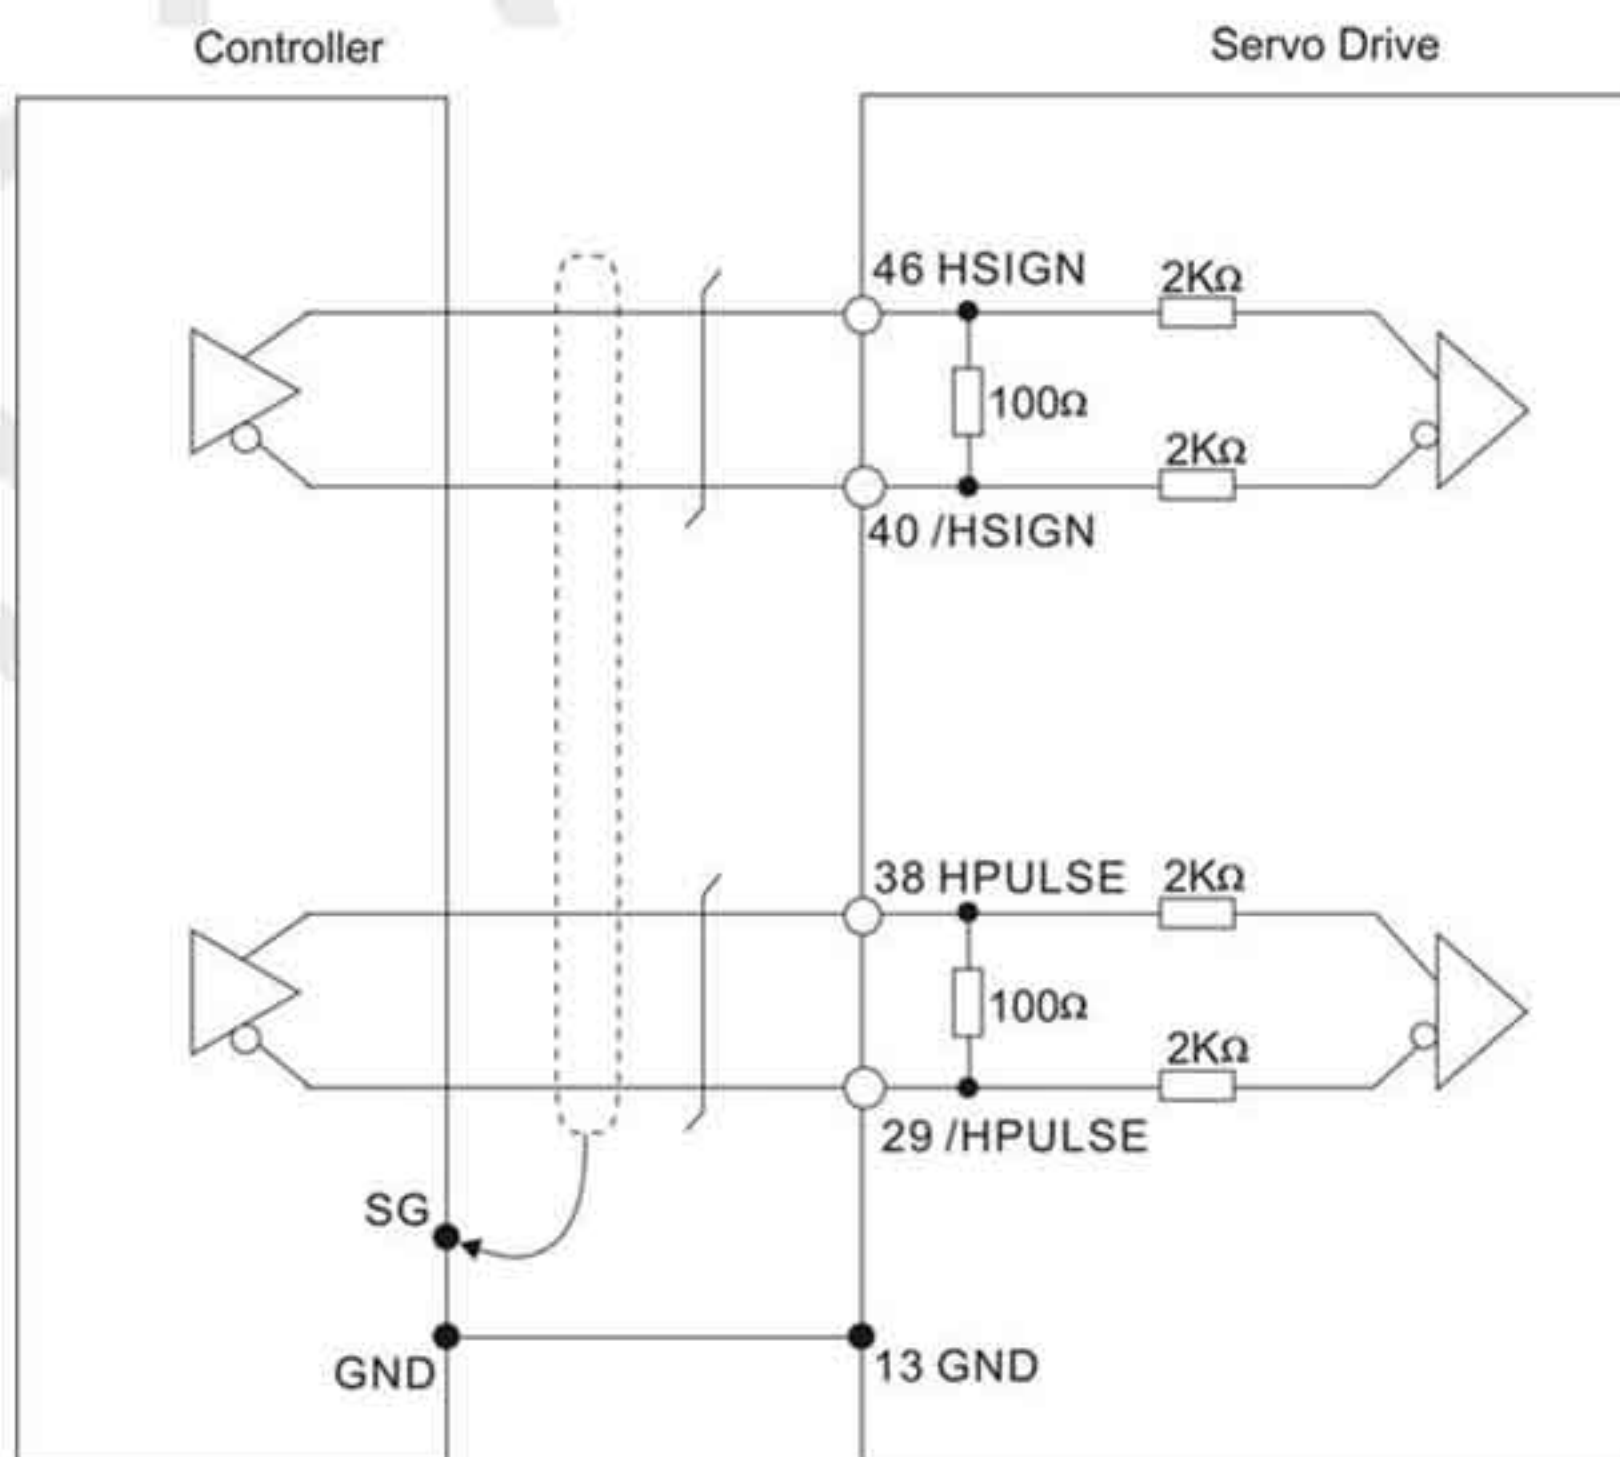 Controller
Servo Drive
46 HSIGN
2KΩ
100Ω
2KΩ
40 /HSIGN
38 HPULSE
2KΩ
100Ω
2KΩ
29 /HPULSE
SG
GND
13 GND